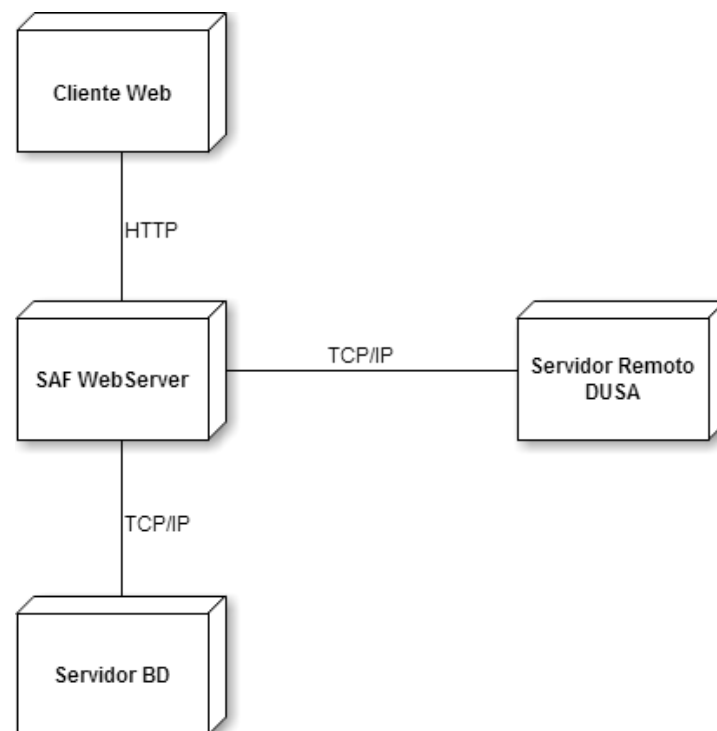 Cliente Web
HTTP
SAF WebServer
TCP/IP
Servidor Remoto
DUSA
TCP/IP
Servidor BD